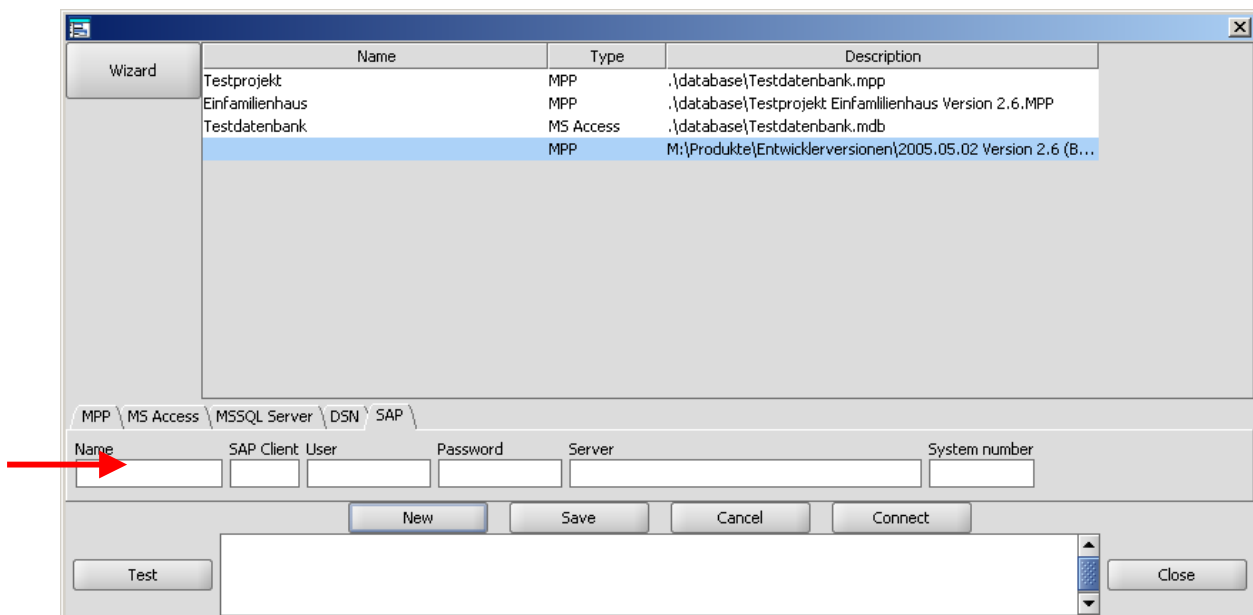 Wizard
Name Type Description
Testprojekt MPP .\database\Testdatenbank.mpp
Einfamilienhaus MPP .\database\Testprojekt Einfamlilienhaus Version 2.6.MPP
Testdatenbank MS Access .\database\Testdatenbank.mdb
MPP M:\Produkte\Entwicklerversionen\2005.05.02 Version 2.6 (B...
MPP MS Access MSSQL Server DSN SAP
Name SAP Client User Password Server System number
New Save Cancel Connect
Test Close